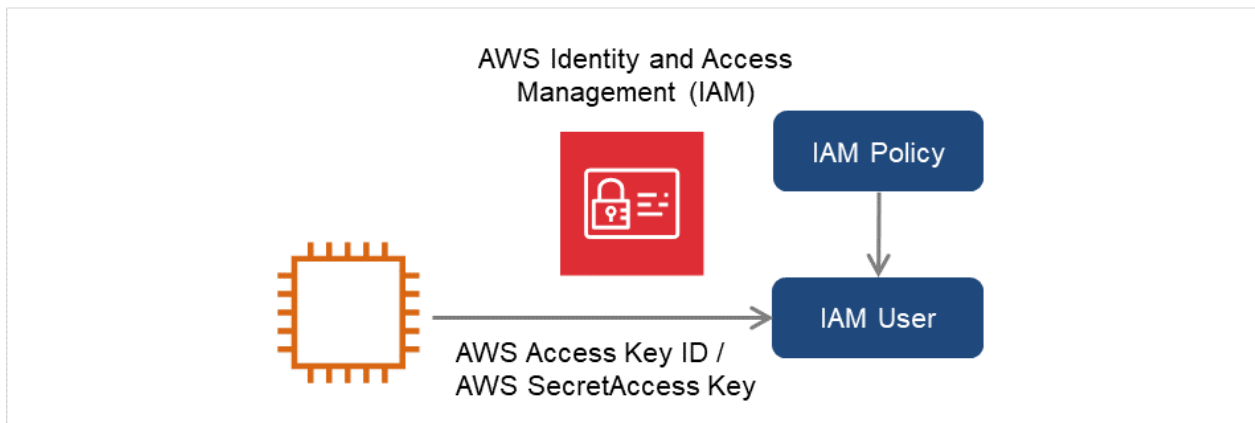 AWS Identity and Access
Management (IAM)
IAM Policy
IAM User
AWS Access Key ID /
AWS SecretAccess Key